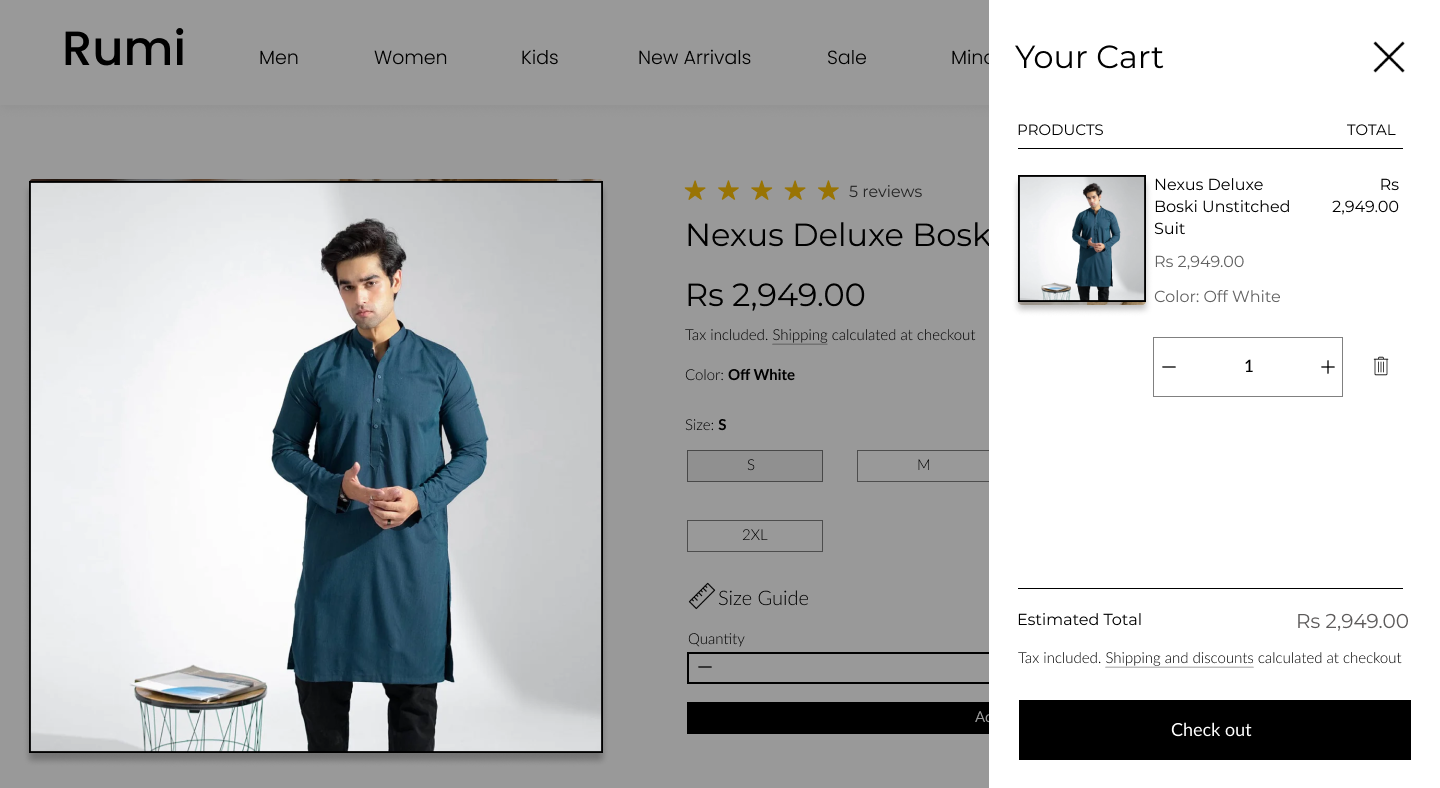 Rumi
Men
Women
Kids
New Arrivals
Sale
5 reviews
Nexus Deluxe Bosk
Rs 2,949.00
Tax included. Shipping calculated at checkout
Color: Off White
Size: S
S
M
2XL
Size Guide
Quantity
Your Cart
PRODUCTS
TOTAL
Nexus Deluxe
Boski Unstitched
Suit
Rs
2,949.00
Rs 2,949.00
Color: Off White
1
Estimated Total
Rs 2,949.00
Tax included. Shipping and discounts calculated at checkout
Check out